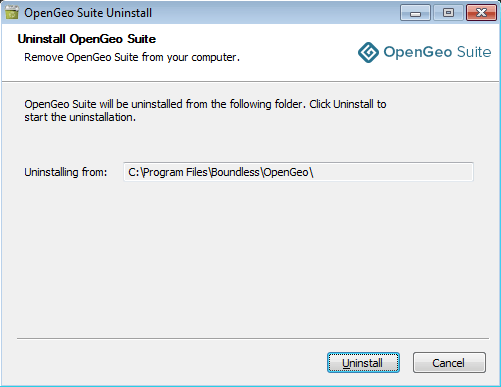 OpenGeo Suite Uninstall
Uninstall OpenGeo Suite
Remove OpenGeo Suite from your computer.
OpenGeo Suite
OpenGeo Suite will be uninstalled from the following folder. Click Uninstall to
start the uninstallation.
Uninstalling from: C:\Program Files\Boundless\OpenGeo\
Uninstall Cancel